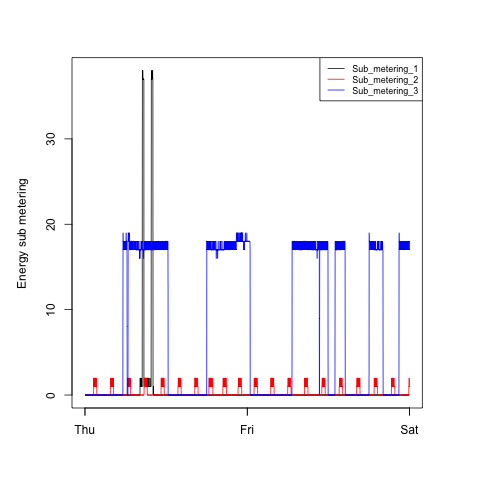 Sub_metering_1
Sub_metering_2
Sub_metering_3
Energy sub metering
30
20
10
0
Thu Fri Sat